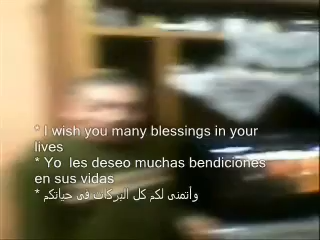 * I wish you many blessings in your
lives
* Yo les deseo muchas bendiciones
en sus vidas
* وأتمنى لكم كل البركات في حياتكم